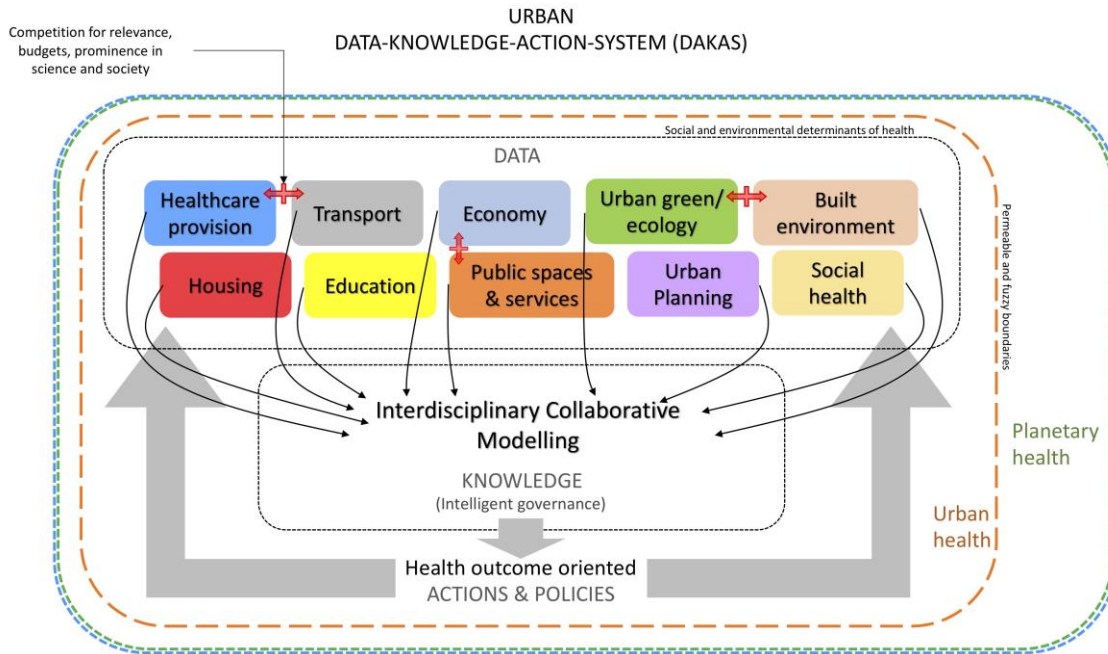 URBAN
DATA-KNOWLEDGE-ACTION-SYSTEM (DAKAS)
Competition for relevance,
budgets, prominence in
science and society
Social and environmental determinants of health
DATA
Healthcare
provision
Transport
Economy
Urban green/
ecology
Built
environment
Housing
Education
Public spaces
& services
Urban
Planning
Social
health
Permeable and fuzzy boundaries
Interdisciplinary Collaborative
Modelling
KNOWLEDGE
(Intelligent governance)
Planetary
health
Urban
health
Health outcome oriented
ACTIONS & POLICIES